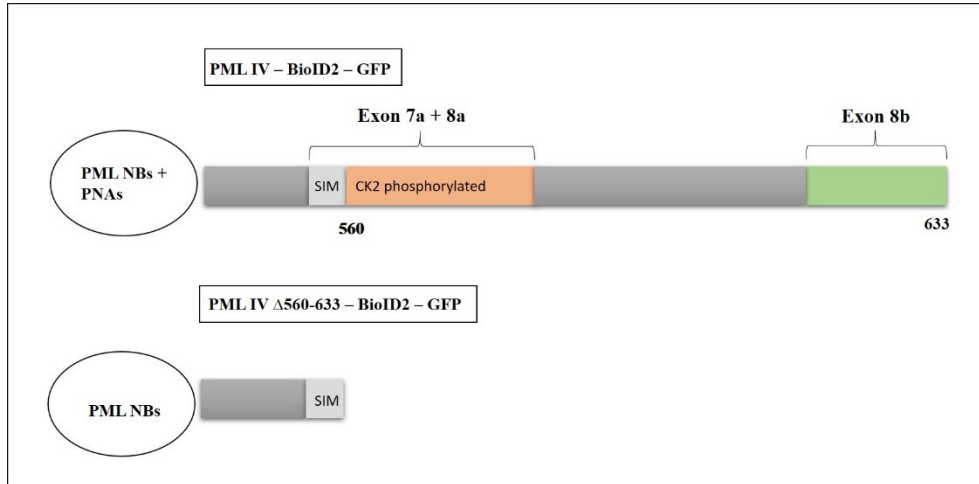 PML IV – BioID2 – GFP
Exon 7a + 8a
Exon 8b
PML NBs +
PNAs
SIM
CK2 phosphorylated
560
633
PML IV Δ560-633 – BioID2 – GFP
PML NBs
SIM